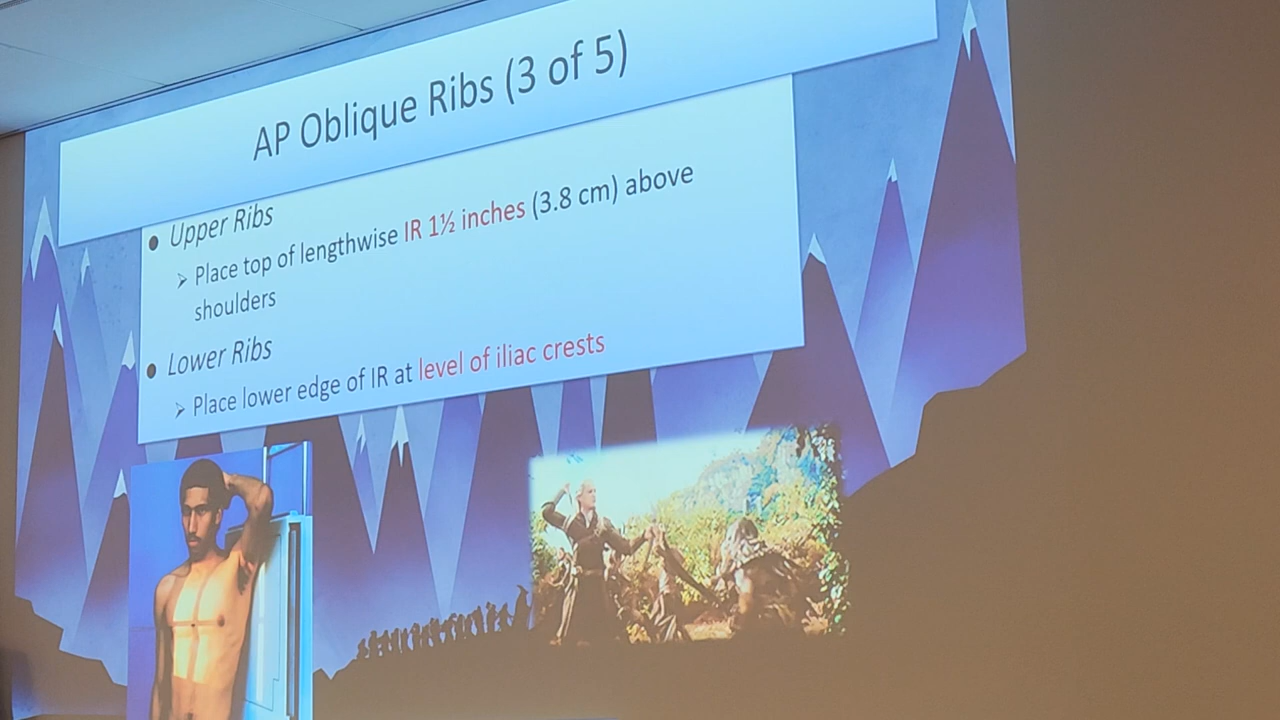 AP Oblique Ribs (3 of 5)
● Upper Ribs
➢ Place top of lengthwise IR 1½ inches (3.8 cm) above
shoulders
● Lower Ribs
➢ Place lower edge of IR at level of iliac crests